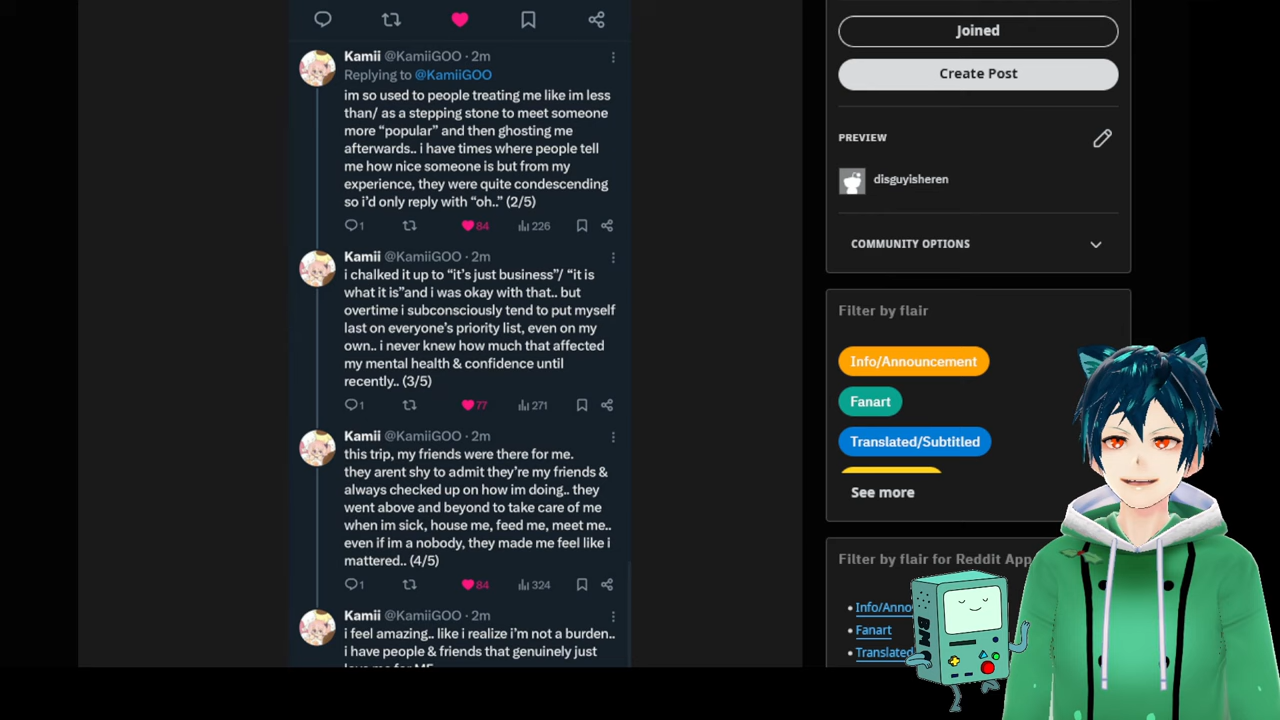 Kamii @KamiiGOO · 2m
Replying to @KamiiGOO
im so used to people treating me like im less
than/ as a stepping stone to meet someone
more “popular” and then ghosting me
afterwards.. i have times where people tell
me how nice someone is but from my
experience, they were quite condescending
so i’d only reply with “oh..” (2/5)
1 84 226
Kamii @KamiiGOO · 2m
i chalked it up to “it’s just business”/ “it is
what it is”and i was okay with that.. but
overtime i subconsciously tend to put myself
last on everyone’s priority list, even on my
own.. i never knew how much that affected
my mental health & confidence until
recently.. (3/5)
1 77 271
Kamii @KamiiGOO · 2m
this trip, my friends were there for me.
they arent shy to admit they’re my friends &
always checked up on how im doing.. they
went above and beyond to take care of me
when im sick, house me, feed me, meet me..
even if im a nobody, they made me feel like i
mattered.. (4/5)
1 84 324
Kamii @KamiiGOO · 2m
i feel amazing.. like i realize i’m not a burden..
i have people & friends that genuinely just
Joined
Create Post
PREVIEW
disguyisheren
COMMUNITY OPTIONS
Filter by flair
Info/Announcement
Fanart
Translated/Subtitled
See more
Filter by flair for Reddit App
• Info/Anno
• Fanart
• Translated